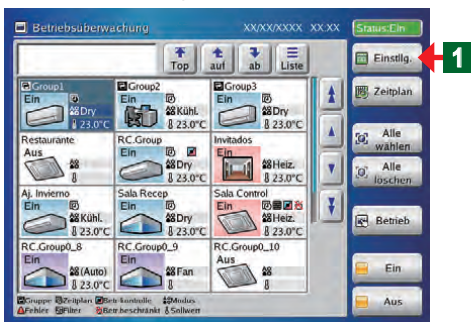 Betriebsüberwachung XX/XX/XXXX XX:XX Status:Ein
Top auf ab Liste
Einstllg. 1
Zeitplan
Alle wählen
Alle löschen
Betrieb
Ein
Aus
Group1
Ein
Dry
23.0°C
Group2
Ein
Kühl.
23.0°C
Group3
Ein
Dry
23.0°C
Restaurante
Aus
RC.Group
Ein
Dry
23.0°C
Invitados
Ein
Heiz.
23.0°C
Aj. Invierno
Ein
Kühl.
23.0°C
Sala Recep
Ein
Dry
23.0°C
Sala Control
Ein
Heiz.
23.0°C
RC.Group0_8
Ein
(Auto)
23.0°C
RC.Group0_9
Ein
Fan
RC.Group0_10
Aus
Gruppe Zeitplan Betr.kontrolle Modus
Fehler Filter Betr.beschränkt Sollwert